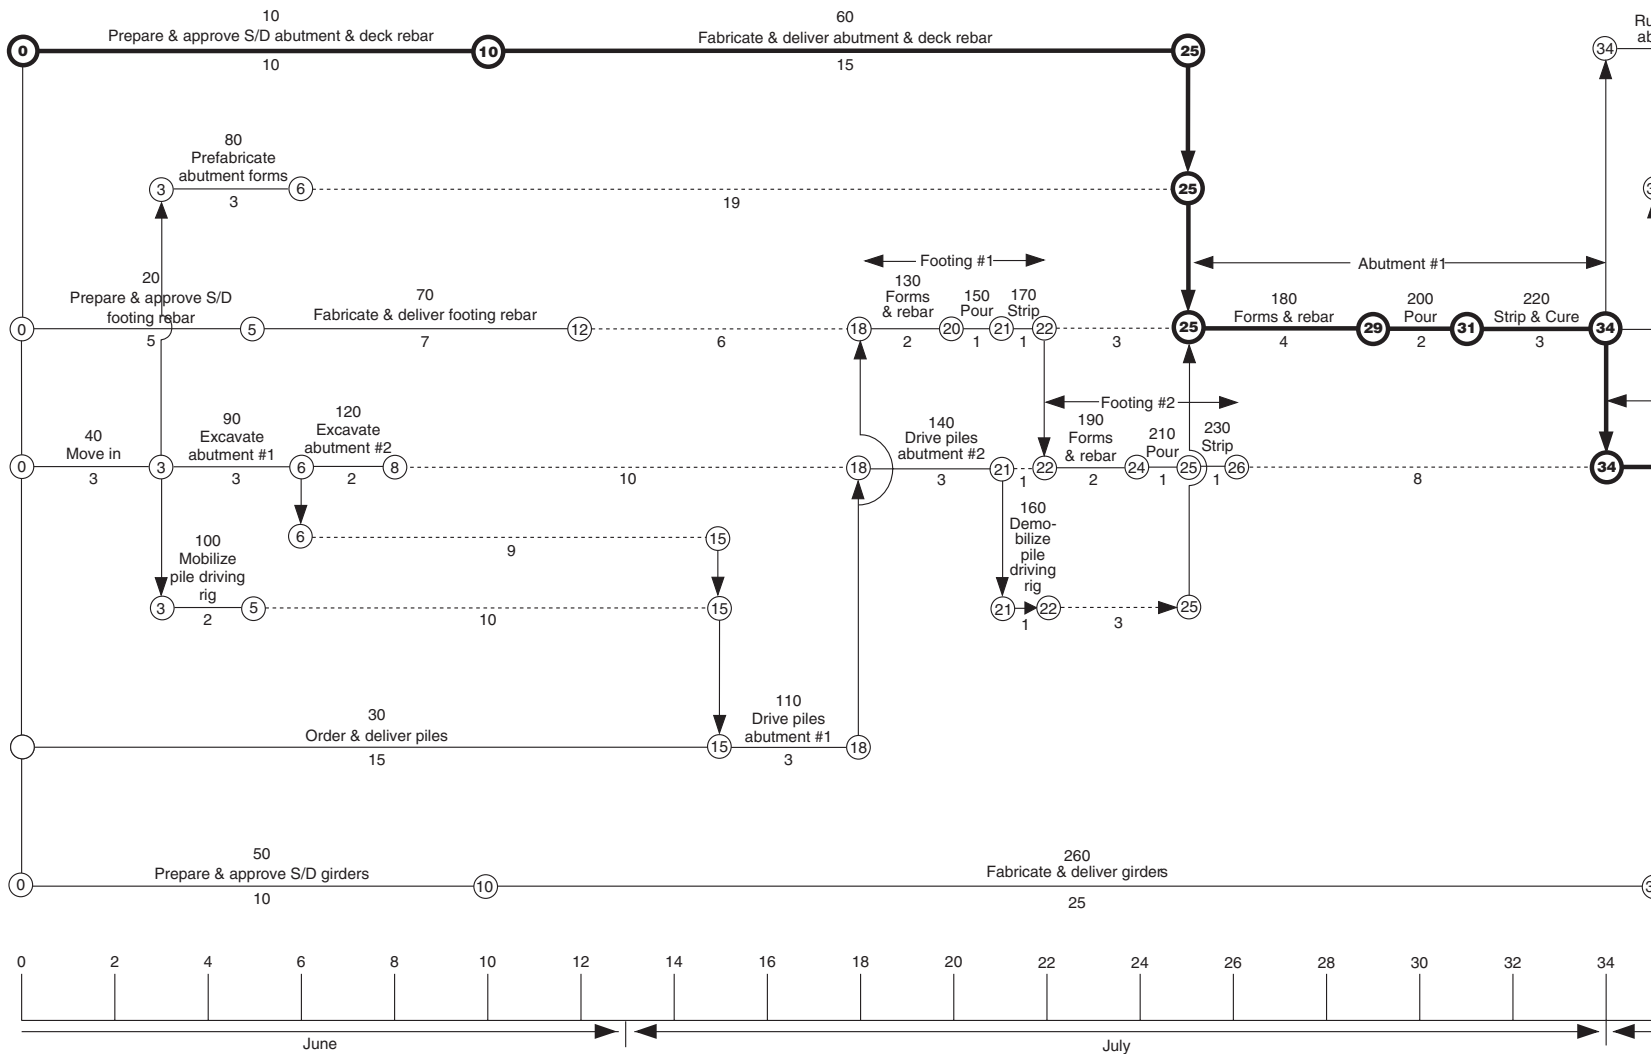 10
Prepare & approve S/D abutment & deck rebar
10
60
Fabricate & deliver abutment & deck rebar
15
0
10
25
34
80
Prefabricate
abutment forms
3
6
3
19
25
20
Prepare & approve S/D
footing rebar
0
5
5
70
Fabricate & deliver footing rebar
7
12
6
18
Footing #1
130
Forms
& rebar
2
20
150
Pour
1
21
170
Strip
1
22
3
25
Abutment #1
180
Forms & rebar
4
29
200
Pour
2
31
220
Strip & Cure
3
34
0
40
Move in
3
3
90
Excavate
abutment #1
3
6
120
Excavate
abutment #2
2
8
10
18
140
Drive piles
abutment #2
3
21
1
22
Footing #2
190
Forms
& rebar
2
24
210
Pour
1
25
230
Strip
1
26
8
34
6
9
15
100
Mobilize
pile driving
rig
3
2
5
10
15
160
Demo-
bilize
pile
driving
rig
21
1
22
3
25
30
Order & deliver piles
15
15
110
Drive piles
abutment #1
3
18
50
Prepare & approve S/D girders
0
10
10
260
Fabricate & deliver girders
25
0 2 4 6 8 10 12 14 16 18 20 22 24 26 28 30 32 34
June
July